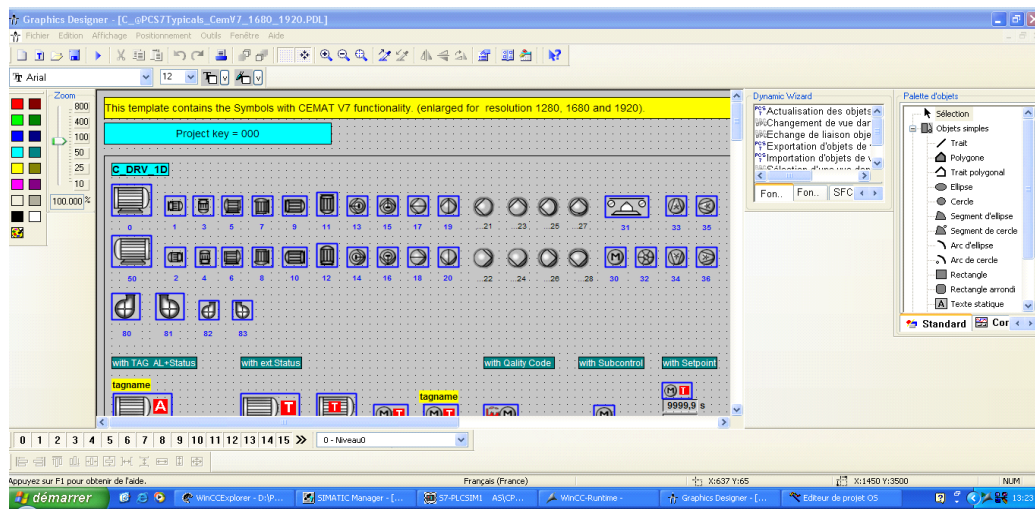 Graphics Designer - [C_@PCS7Typicals_CemV7_1680_1920.PDL]
Fichier Edition Affichage Positionnement Outils Fenêtre Aide
Arial 12
Zoom
800
400
100
50
25
10
100.000 %
This template contains the Symbols with CEMAT V7 functionality. (enlarged for resolution 1280, 1680 and 1920).
Project key = 000
C_DRV_1D
0 1 3 5 7 9 11 13 15 17 19 ..21 .23 25 .27 31 33 35
50 2 4 6 8 10 12 14 16 18 20 .22 .24 .26 .28 30 32 34 36
80 81 82 83
with TAG AL+Status with ext.Status with Qality Code with Subcontrol with Setpoint
tagname
tagname
9999,9 s
Dynamic Wizard
Actualisation des objets
Changement de vue dar
Echange de liaison obje
Exportation d'objets de
Importation d'objets de
Fon.. Fon.. SFC
Palette d'objets
Sélection
Objets simples
Trait
Polygone
Trait polygonal
Ellipse
Cercle
Segment d'ellipse
Segment de cercle
Arc d'ellipse
Arc de cercle
Rectangle
Rectangle arrondi
Texte statique
Standard Cor
0 1 2 3 4 5 6 7 8 9 10 11 12 13 14 15 0 - Niveau0
Appuyez sur F1 pour obtenir de l'aide. Français (France) X:637 Y:65 X:1450 Y:3500 NUM
démarrer WinCCExplorer - D:\P... SIMATIC Manager - [... S7-PLCSIM1 AS\CP... WinCC-Runtime - Graphics Designer - [... Editeur de projet OS 13:23